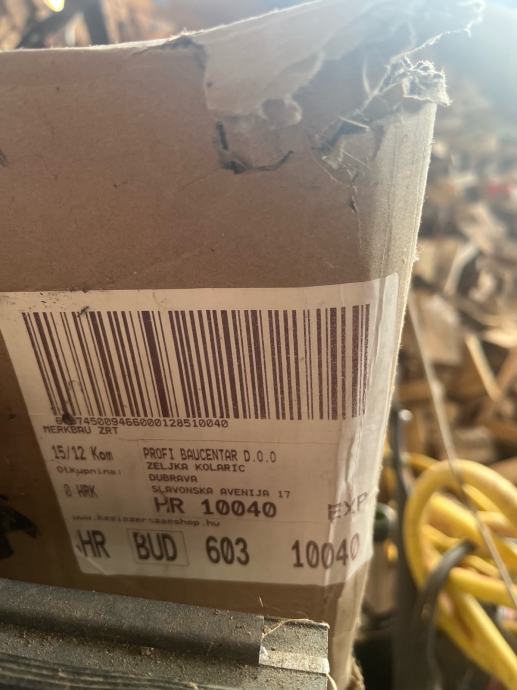 MERKBAU ZRT
15/12 Kom
Otkupnina:
0 HRK
PROFI BAUCENTAR D.O.O
ZELJKA KOLARIC
DUBRAVA
SLAVONSKA AVENIJA 17
HR 10040
EXP
HR BUD 603 10040